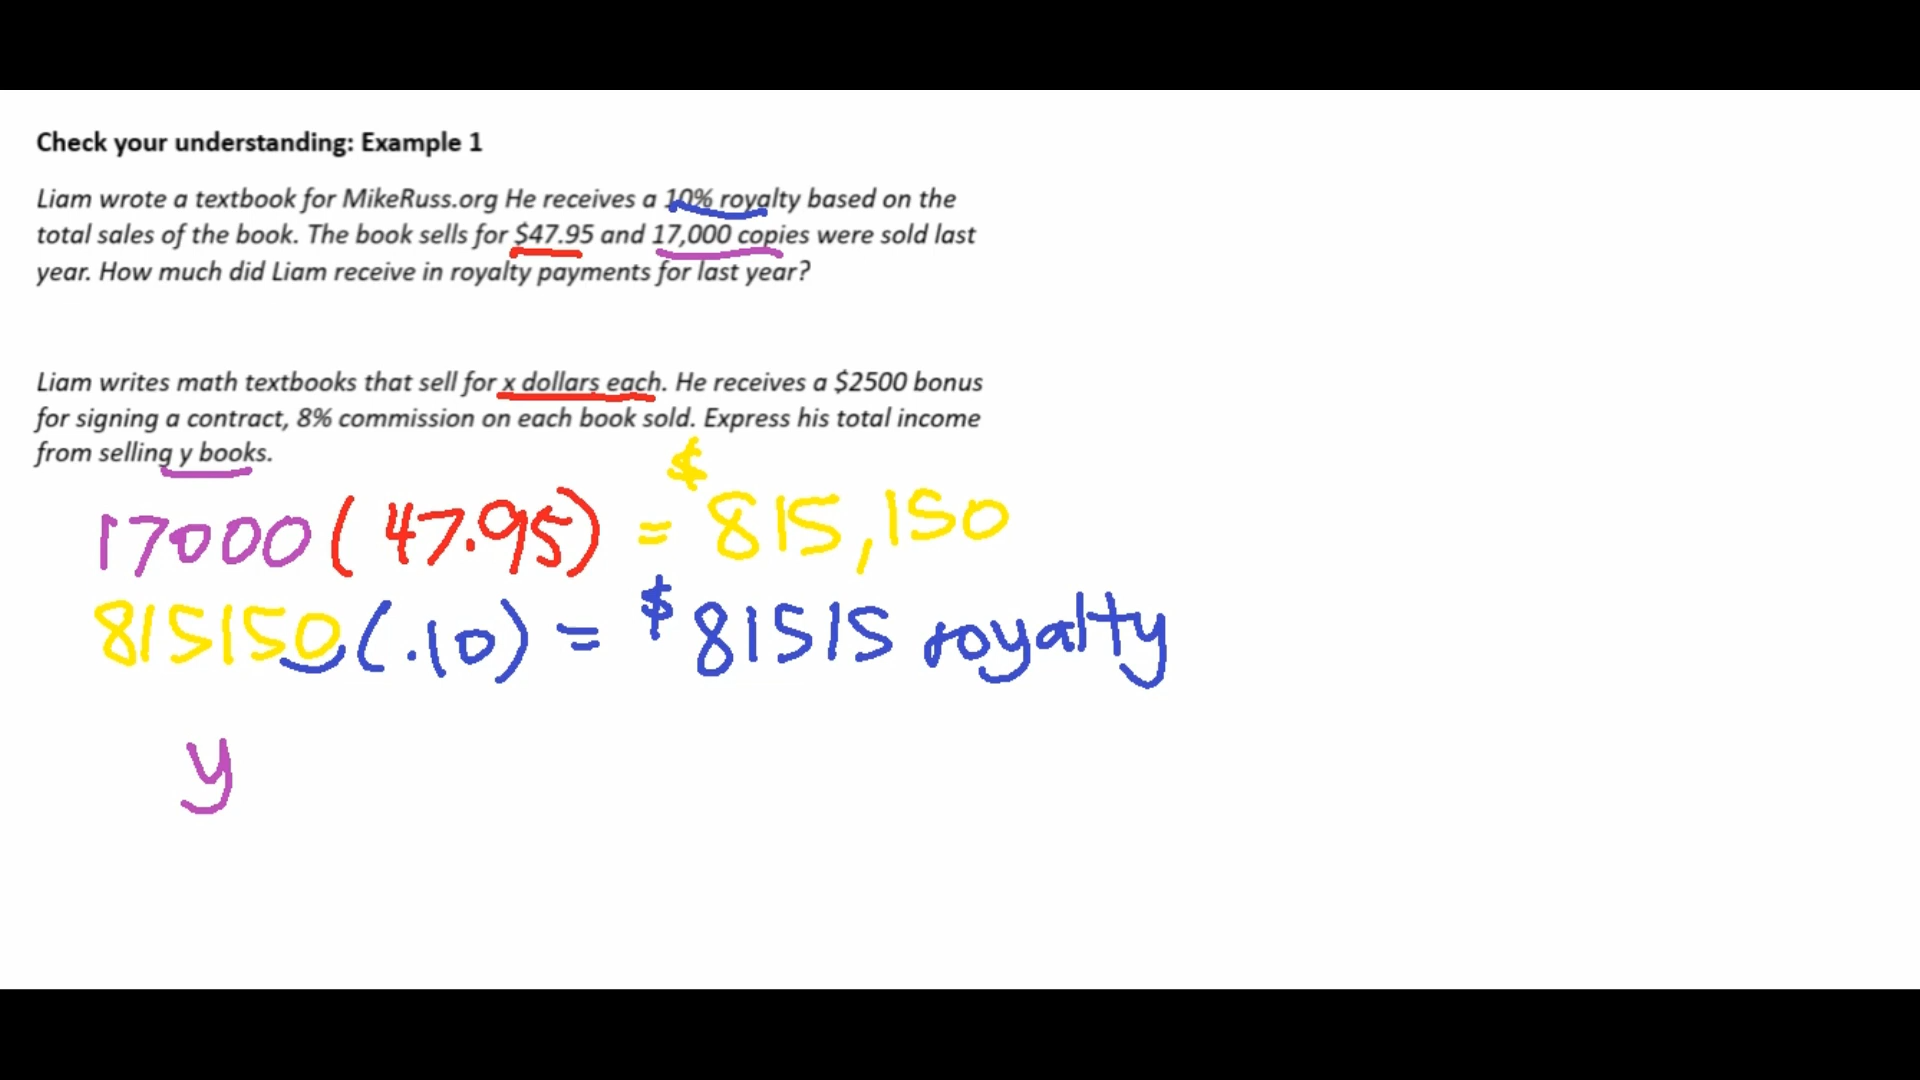 Check your understanding: Example 1
Liam wrote a textbook for MikeRuss.org He receives a 10% royalty based on the
total sales of the book. The book sells for $47.95 and 17,000 copies were sold last
year. How much did Liam receive in royalty payments for last year?
Liam writes math textbooks that sell for x dollars each. He receives a $2500 bonus
for signing a contract, 8% commission on each book sold. Express his total income
from selling y books.
17000 (47.95) = $815,150
815150 (.10) = $81515 royalty
y